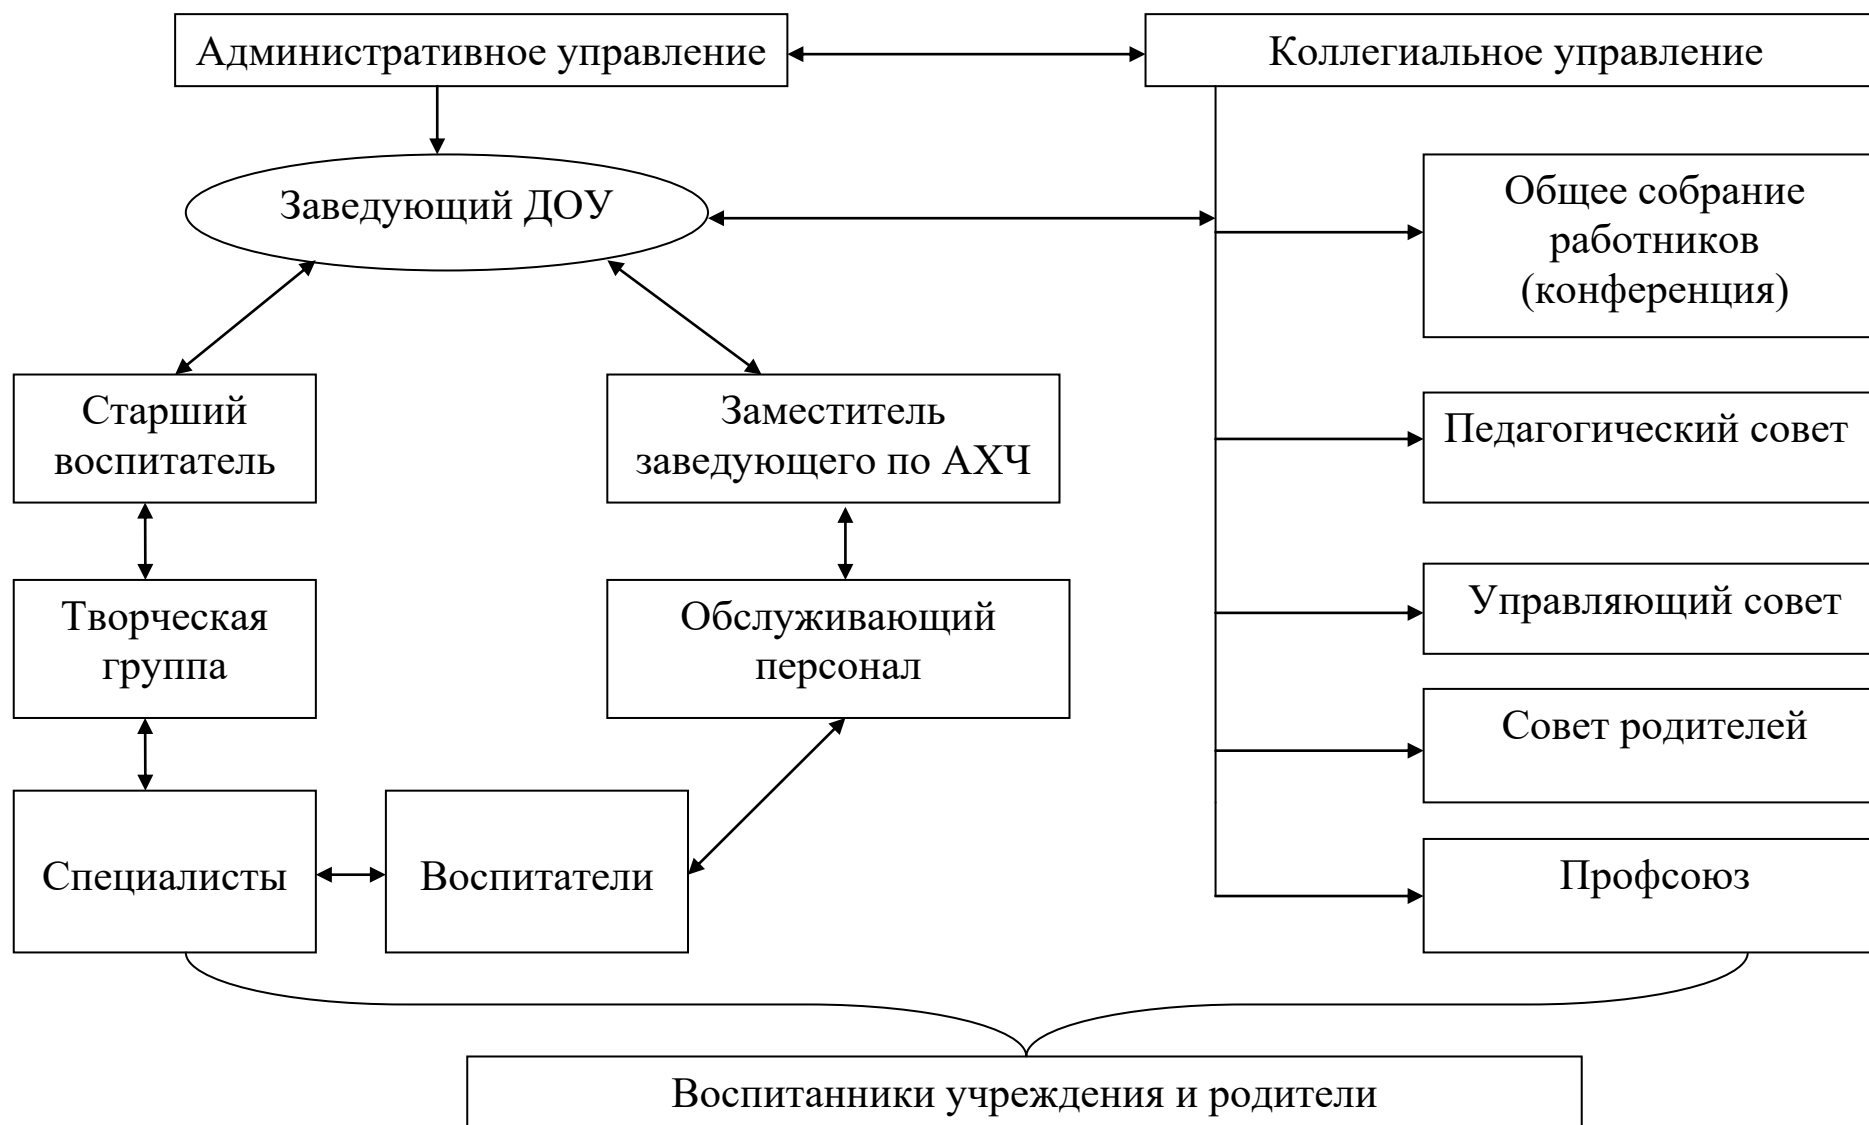 Административное управление
Коллегиальное управление
Заведующий ДОУ
Общее собрание
работников
(конференция)
Старший
воспитатель
Заместитель
заведующего по АХЧ
Педагогический совет
Творческая
группа
Обслуживающий
персонал
Управляющий совет
Совет родителей
Специалисты
Воспитатели
Профсоюз
Воспитанники учреждения и родители